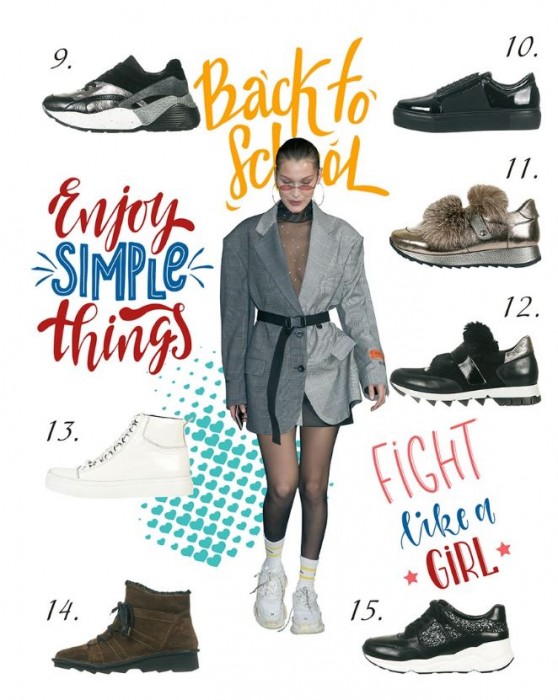 9.
Back to
School
10.
11.
Enjoy
SIMPLE
things
12.
13.
FIGHT
like a
GIRL
14.
15.